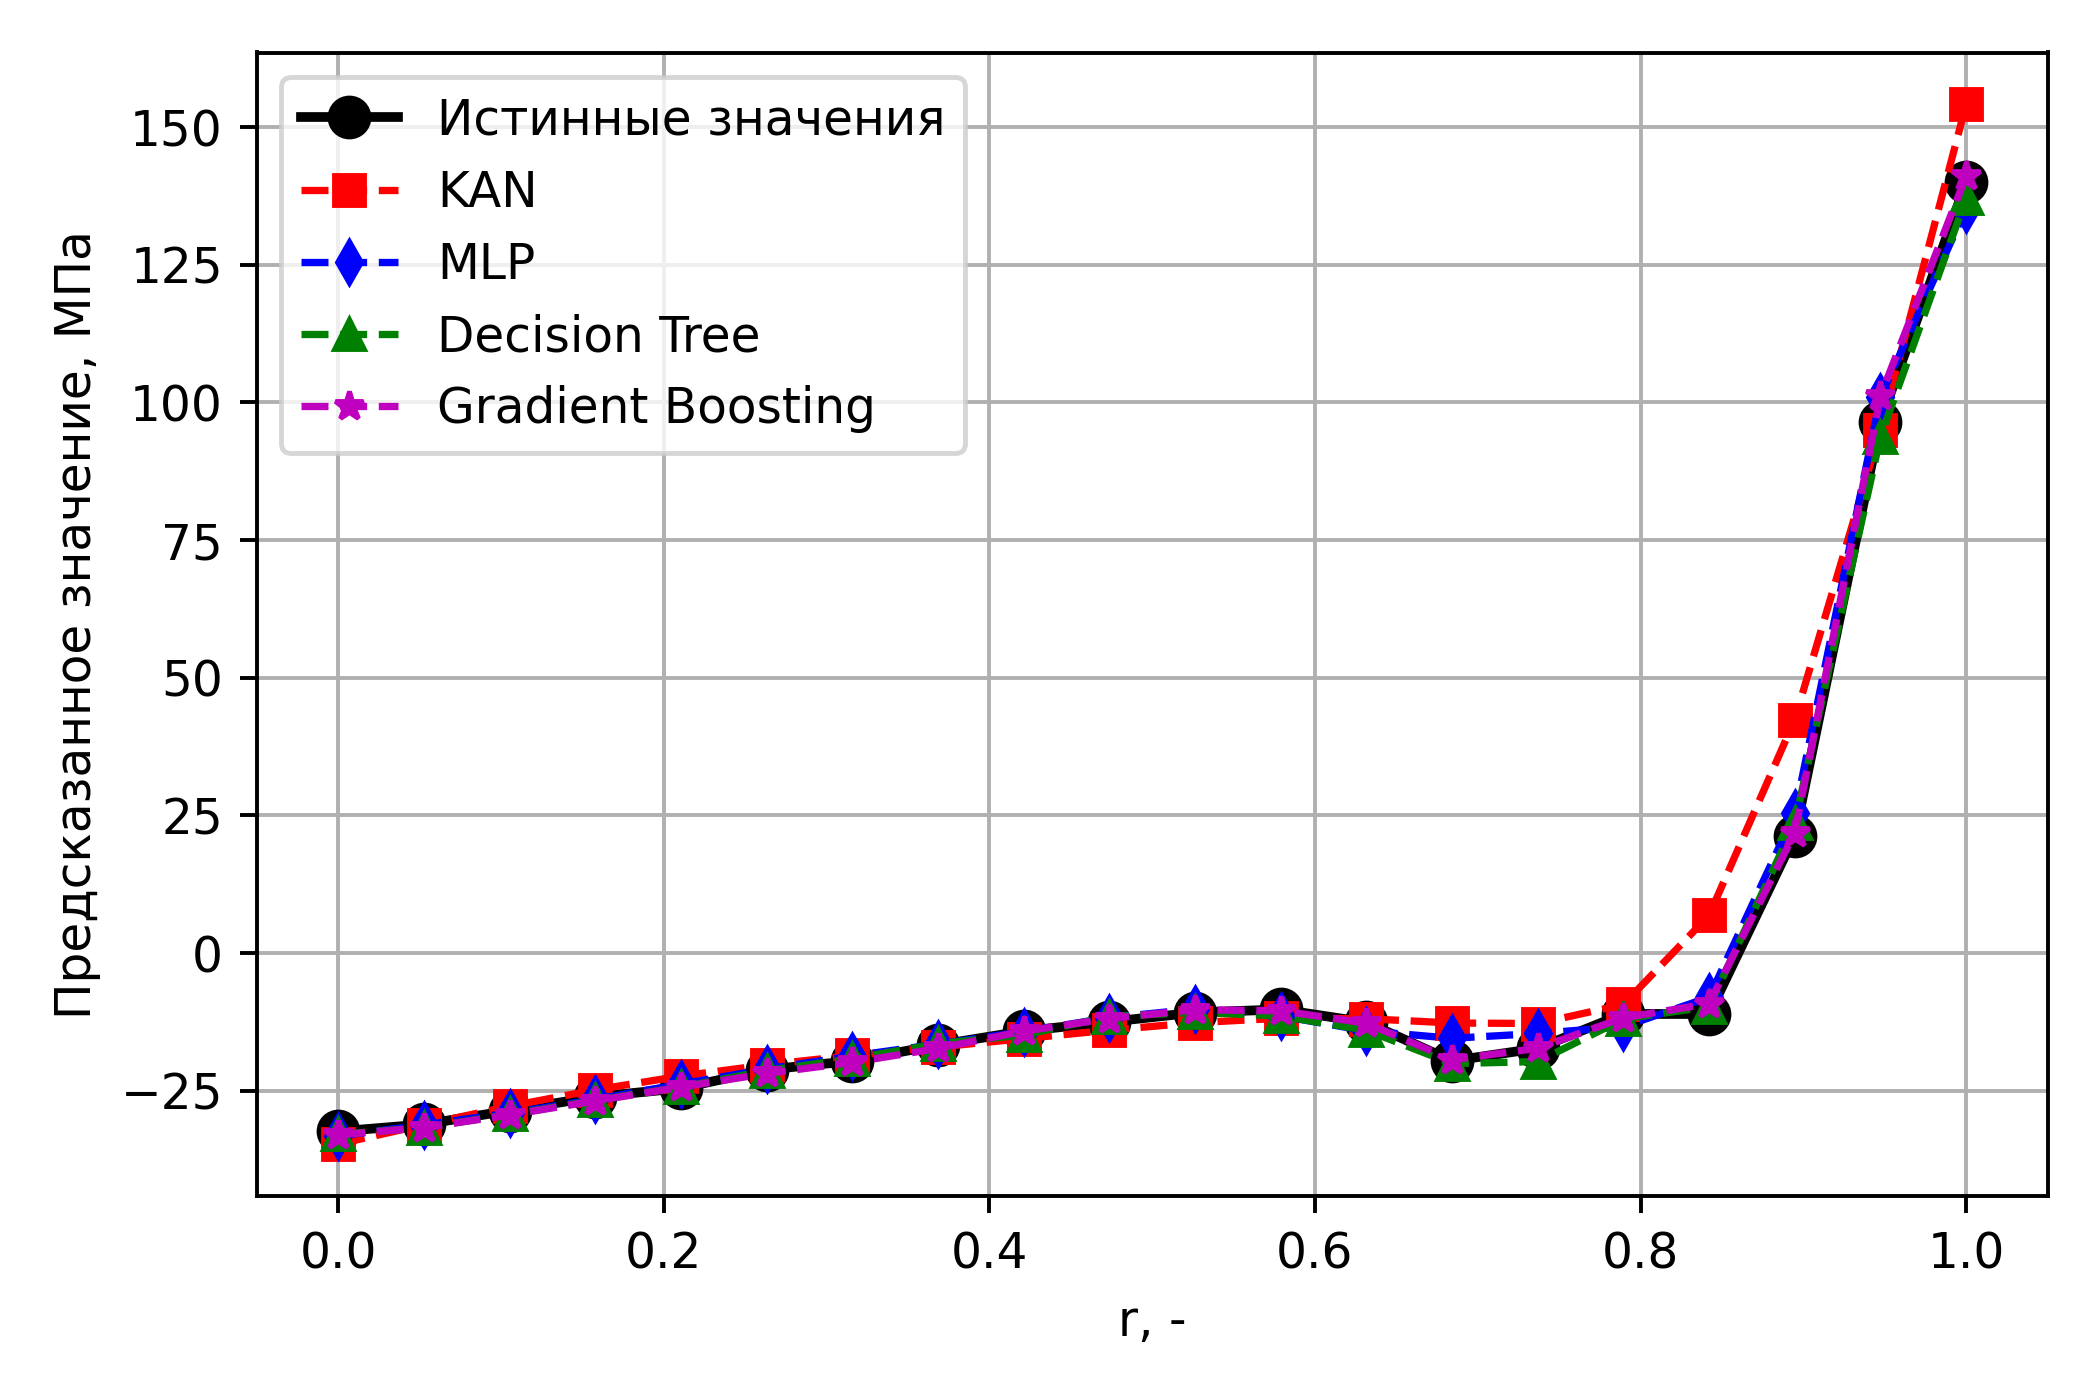 Истинные значения
KAN
MLP
Decision Tree
Gradient Boosting
Предсказанное значение, МПа
150
125
100
75
50
25
0
−25
0.0 0.2 0.4 0.6 0.8 1.0
r, -